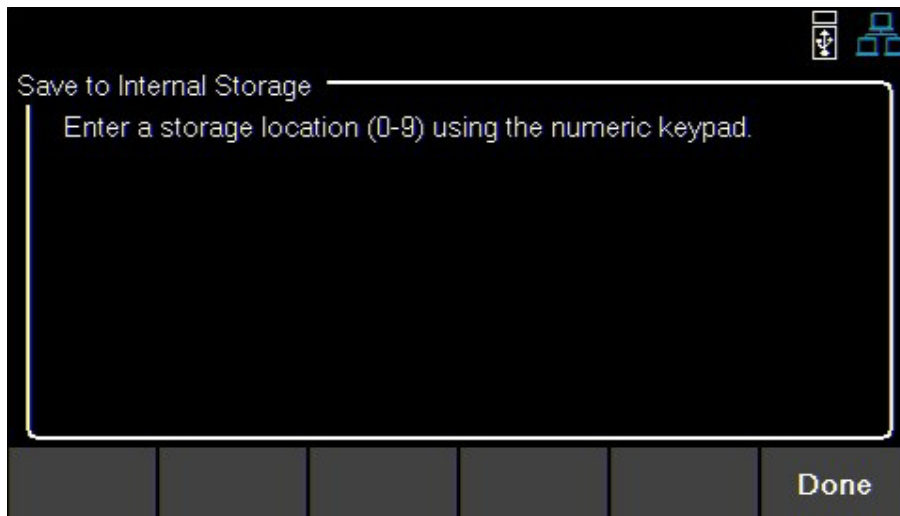 Save to Internal Storage
Enter a storage location (0-9) using the numeric keypad.
Done